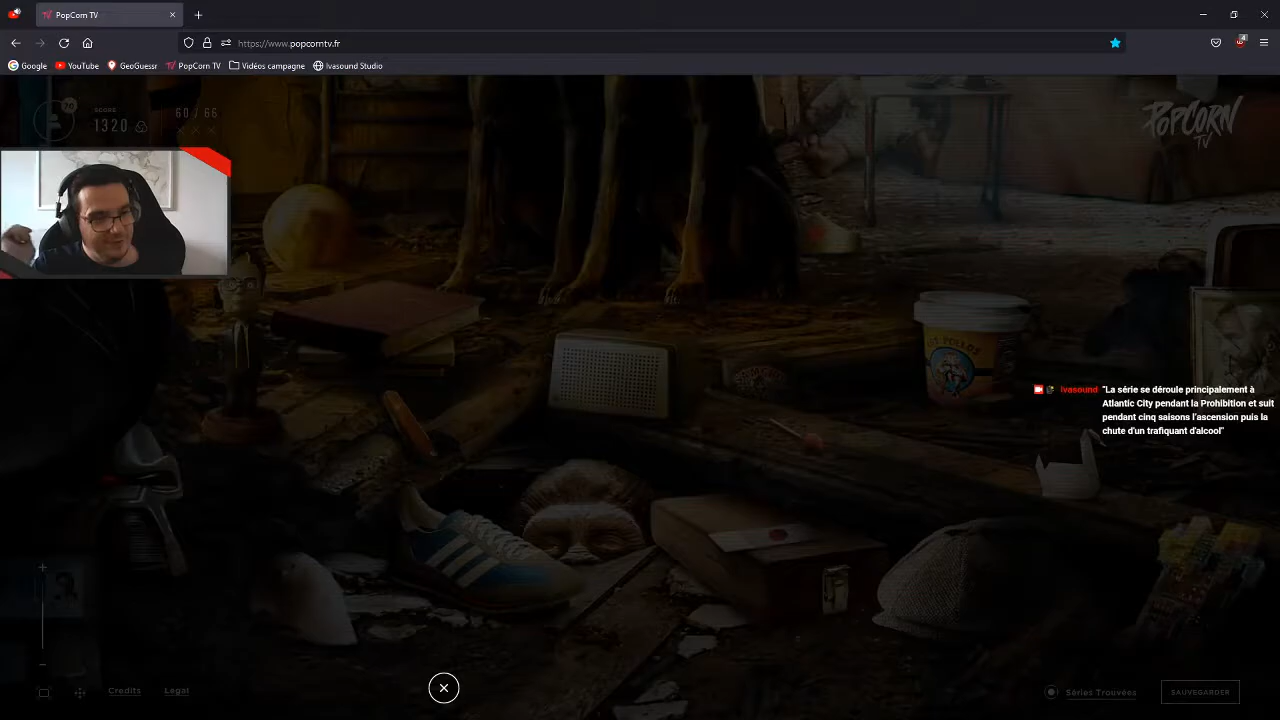 PopCorn TV
https://www.popcorntv.fr
Google YouTube GeoGuessr PopCorn TV Vidéos campagne Ivasound Studio
70
SCORE
1320
60 / 66
POPCORN
TV
POLLOS
ivasound "La série se déroule principalement à
Atlantic City pendant la Prohibition et suit
pendant cinq saisons l'ascension puis la
chute d'un trafiquant d'alcool"
Credits Legal
Séries Trouvées
SAUVEGARDER